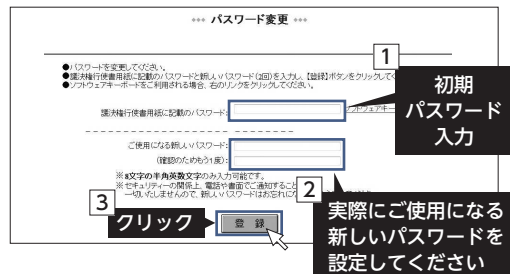 *** パスワード変更 ***
●パスワードを変更してください。
●議決権行使書用紙に記載のパスワードと新しいパスワード(2回)を入力し、【登録】ボタンをクリックして
●ソフトウェアキーボードをご利用される場合、右のリンクをクリックしてください。
1
初期
パスワード
入力
議決権行使書用紙に記載のパスワード:
ソフトウェアキー
ご使用になる新しいパスワード:
(確認のためもう1度):
※8文字の半角英数文字のみ入力可能です。
※セキュリティーの関係上、電話や書面でご通知すること
一切いたしませんので、新しいパスワードはお忘れに
2
実際にご使用になる
新しいパスワードを
設定してください
3
クリック
登 録